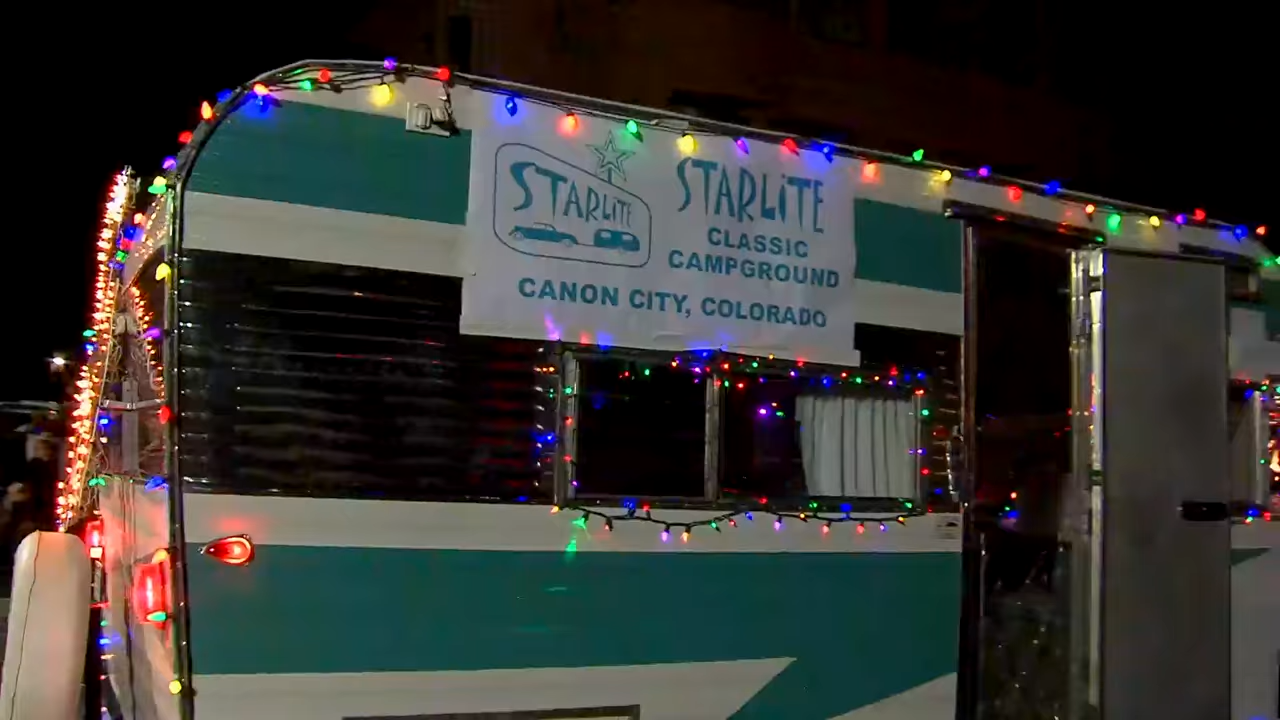 STARLiTE
STARLiTE
CLASSIC
CAMPGROUND
CANON CITY, COLORADO